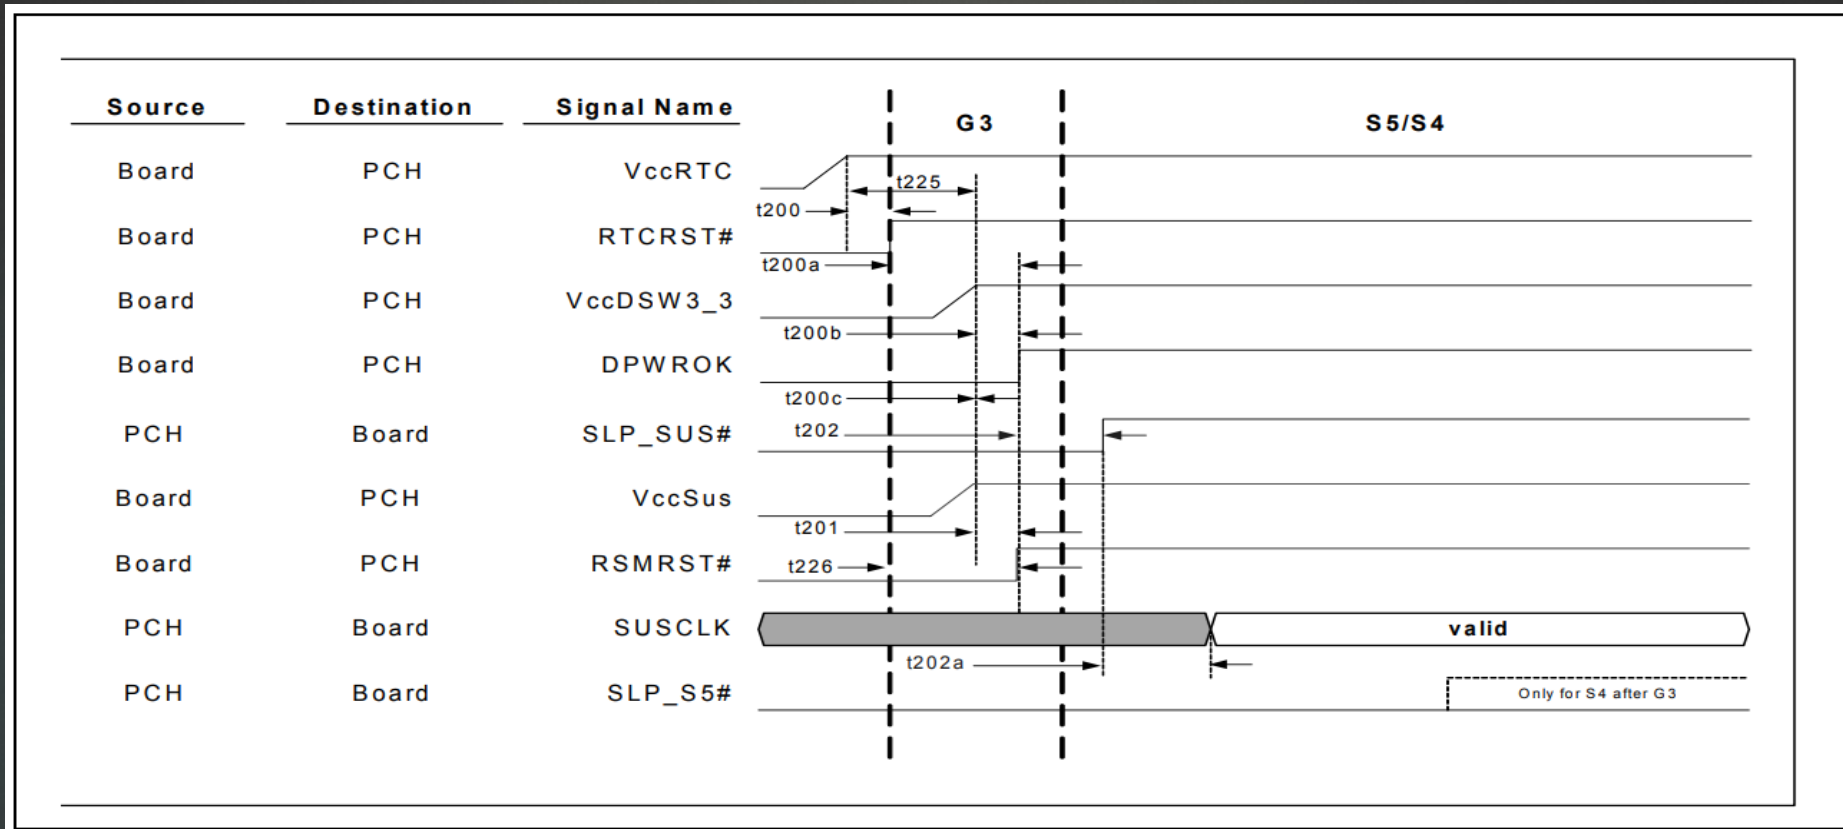 Source Destination Signal Name G3 S5/S4
Board PCH VccRTC
t225
t200
Board PCH RTCRST#
t200a
Board PCH VccDSW3_3
t200b
Board PCH DPWROK
t200c
PCH Board SLP_SUS# t202
Board PCH VccSus
t201
Board PCH RSMRST# t226
PCH Board SUSCLK valid
t202a
PCH Board SLP_S5# Only for S4 after G3